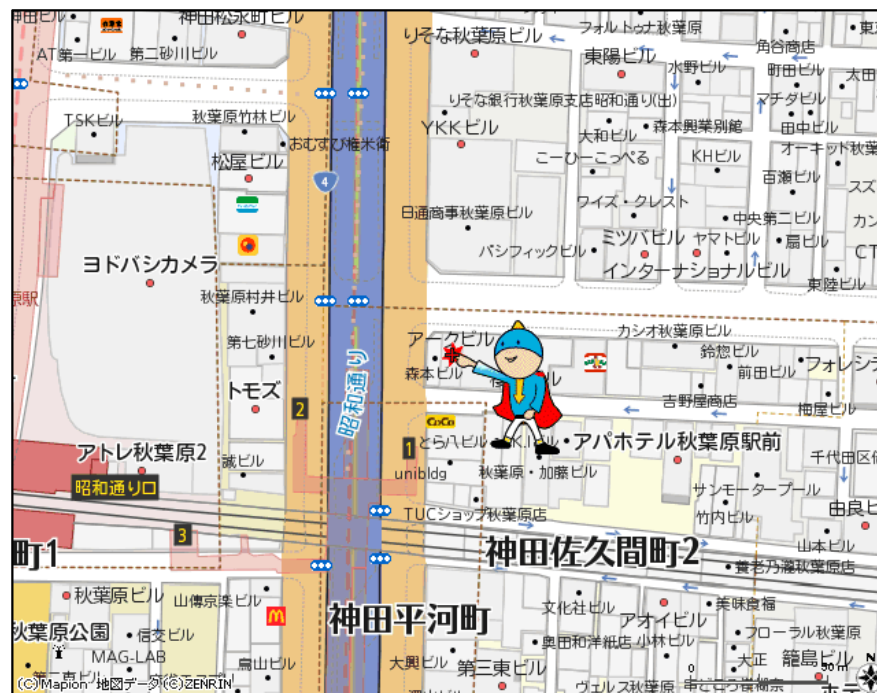 神田松永町ビル
AT第一ビル
第二砂川ビル
りそな秋葉原ビル
フォルトゥナ秋葉原
東陽ビル
角谷商店
水野ビル
町田ビル
マチダビル
田中ビル
TSKビル
秋葉原竹林ビル
おむすび権米衛
松屋ビル
りそな銀行秋葉原支店昭和通り(出)
YKKビル
大和ビル
森本興業別館
こーひーこっぺる
KHビル
オーキッド秋葉
百瀬ビル
4
日通商事秋葉原ビル
ワイズ・クレスト
中央第二ビル
パシフィックビル
ミツバビル
ヤマトビル
扇ビル
インターナショナルビル
東陸ビル
ヨドバシカメラ
秋葉原村井ビル
第七砂川ビル
トモズ
昭和通り
アークビル
森本ビル
カシオ秋葉原ビル
鈴惣ビル
前田ビル
フォレシテ
吉野屋商店
梅屋ビル
2
1
CoCo
とら八ビル
アパホテル秋葉原駅前
unibldg
秋葉原・加藤ビル
千代田区
アトレ秋葉原2
誠ビル
昭和通り口
3
TUCショップ秋葉原店
サンモータープール
竹内ビル
由良ビ
山本ビル
町1
神田佐久間町2
養老乃瀧秋葉原店
秋葉原ビル
山傳京楽ビル
神田平河町
文化社ビル
アオイビル
美味食福
秋葉原公園
信交ビル
MAG-LAB
烏山ビル
大興ビル
第三東ビル
奥田和洋紙店
小林ビル
フローラル秋葉原
大正
籠島ビル
ヴェルス秋葉原
0
50m
N
(C)Mapion 地図データ(C)ZENRIN